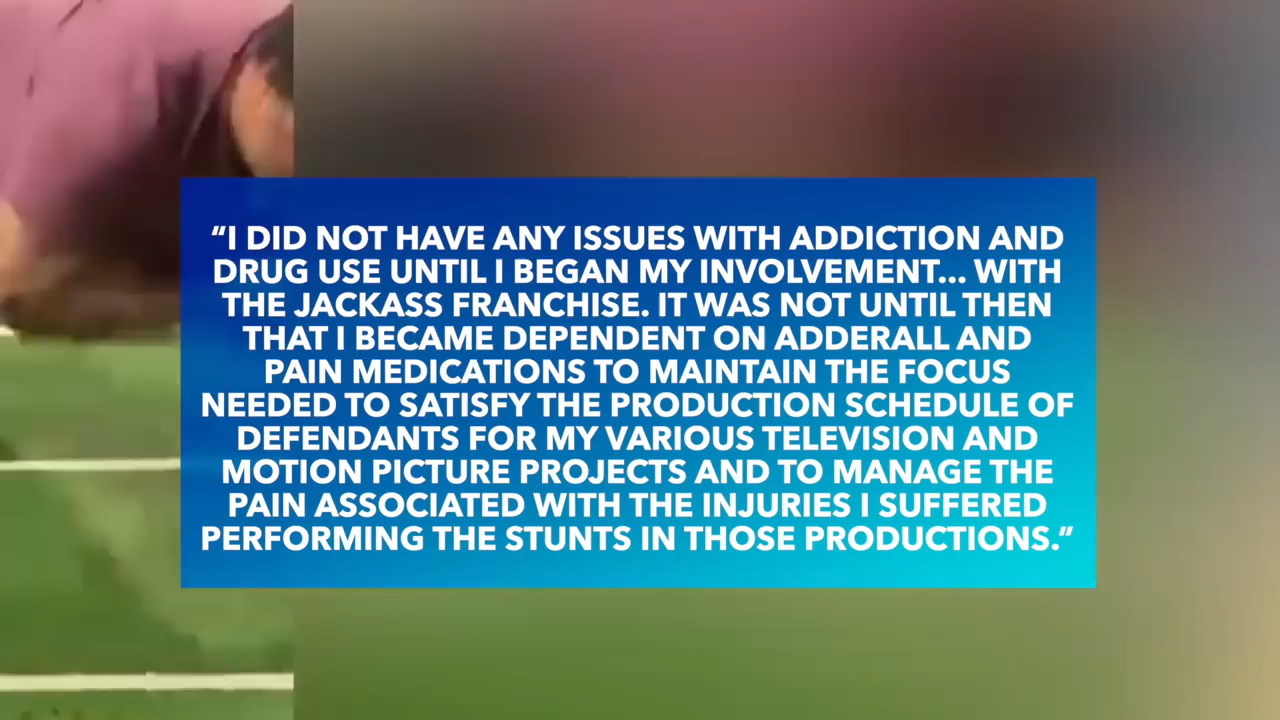 “I DID NOT HAVE ANY ISSUES WITH ADDICTION AND
DRUG USE UNTIL I BEGAN MY INVOLVEMENT... WITH
THE JACKASS FRANCHISE. IT WAS NOT UNTIL THEN
THAT I BECAME DEPENDENT ON ADDERALL AND
PAIN MEDICATIONS TO MAINTAIN THE FOCUS
NEEDED TO SATISFY THE PRODUCTION SCHEDULE OF
DEFENDANTS FOR MY VARIOUS TELEVISION AND
MOTION PICTURE PROJECTS AND TO MANAGE THE
PAIN ASSOCIATED WITH THE INJURIES I SUFFERED
PERFORMING THE STUNTS IN THOSE PRODUCTIONS.”